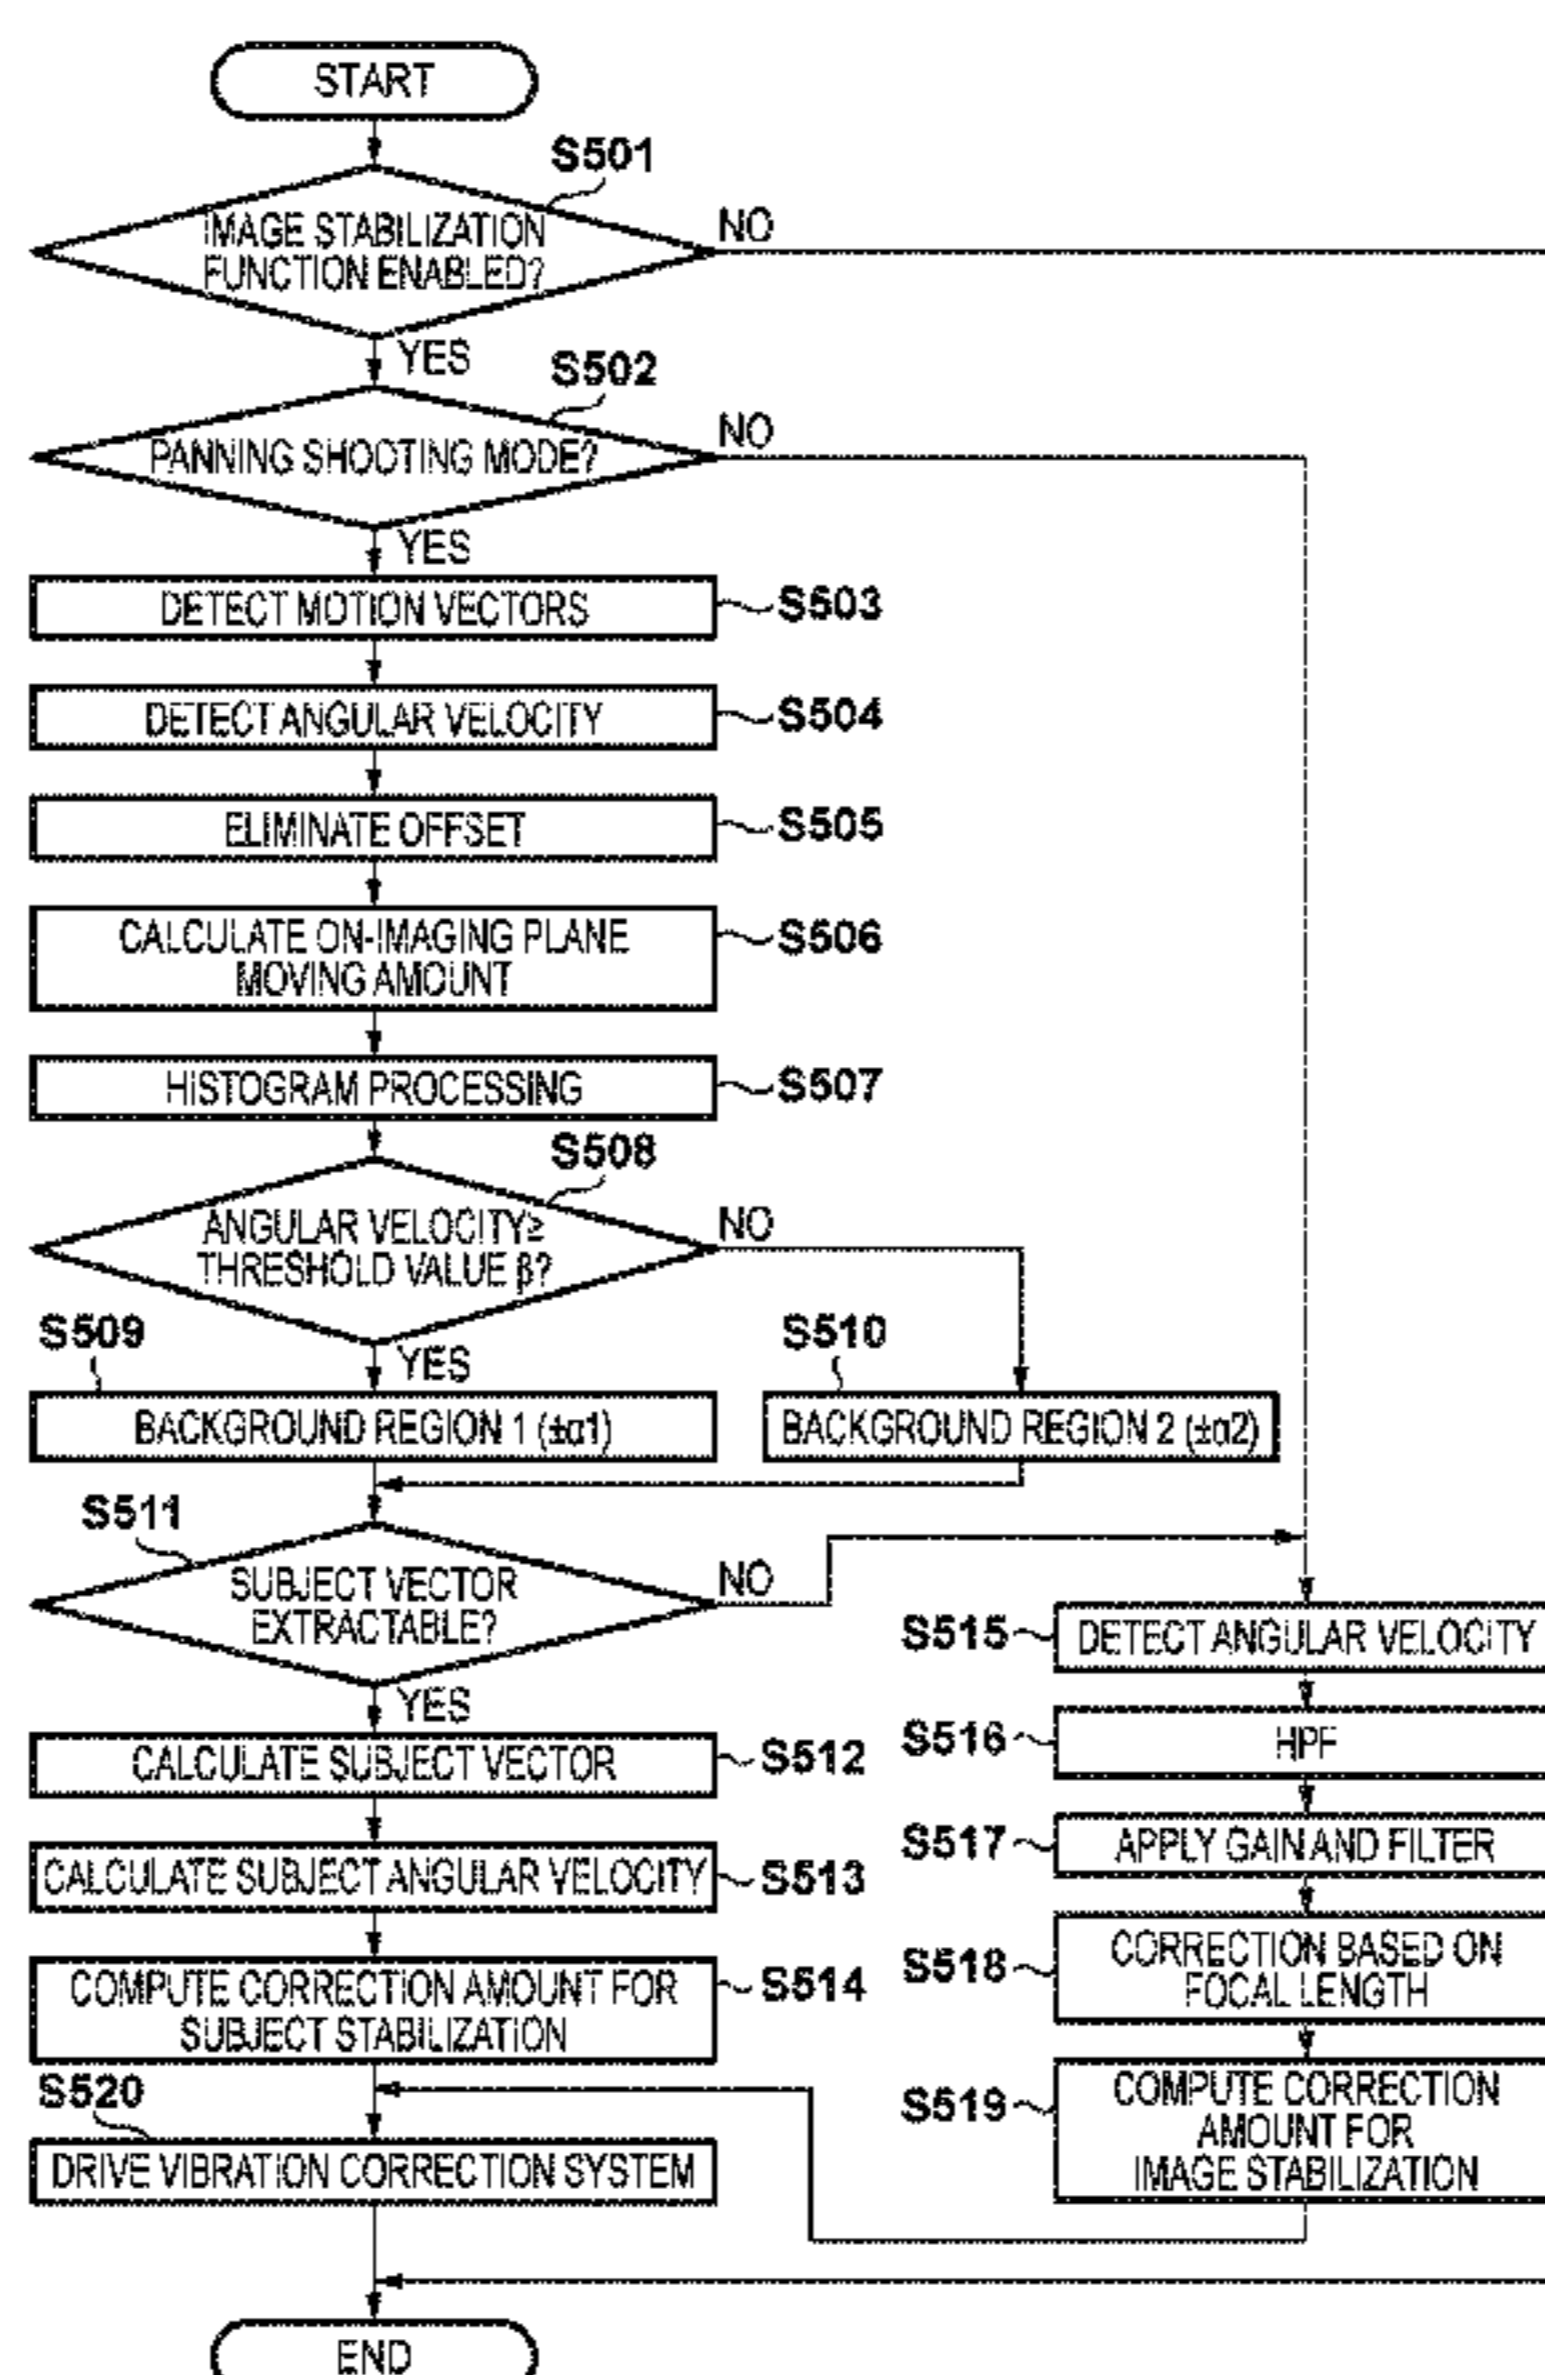 START
S501
IMAGE STABILIZATION
FUNCTION ENABLED?
NO
YES
S502
PANNING SHOOTING MODE?
NO
YES
DETECT MOTION VECTORS
S503
DETECT ANGULAR VELOCITY
S504
ELIMINATE OFFSET
S505
CALCULATE ON-IMAGING PLANE
MOVING AMOUNT
S506
HISTOGRAM PROCESSING
S507
S508
ANGULAR VELOCITY≥
THRESHOLD VALUE β?
NO
YES
S509
BACKGROUND REGION 1 (±α1)
S510
BACKGROUND REGION 2 (±α2)
S511
SUBJECT VECTOR
EXTRACTABLE?
NO
YES
CALCULATE SUBJECT VECTOR
S512
CALCULATE SUBJECT ANGULAR VELOCITY
S513
COMPUTE CORRECTION AMOUNT FOR
SUBJECT STABILIZATION
S514
S515
DETECT ANGULAR VELOCITY
S516
HPF
S517
APPLY GAIN AND FILTER
S518
CORRECTION BASED ON
FOCAL LENGTH
S519
COMPUTE CORRECTION
AMOUNT FOR
IMAGE STABILIZATION
S520
DRIVE VIBRATION CORRECTION SYSTEM
END